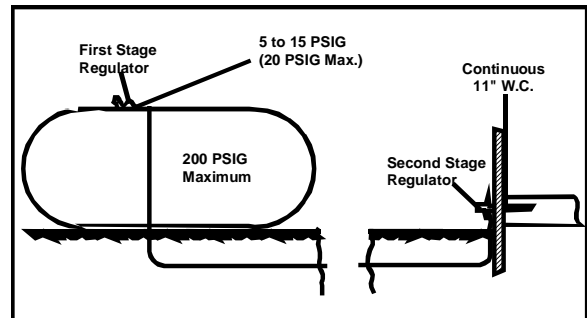 First Stage
Regulator
5 to 15 PSIG
(20 PSIG Max.)
Continuous
11" W.C.
200 PSIG
Maximum
Second Stage
Regulator